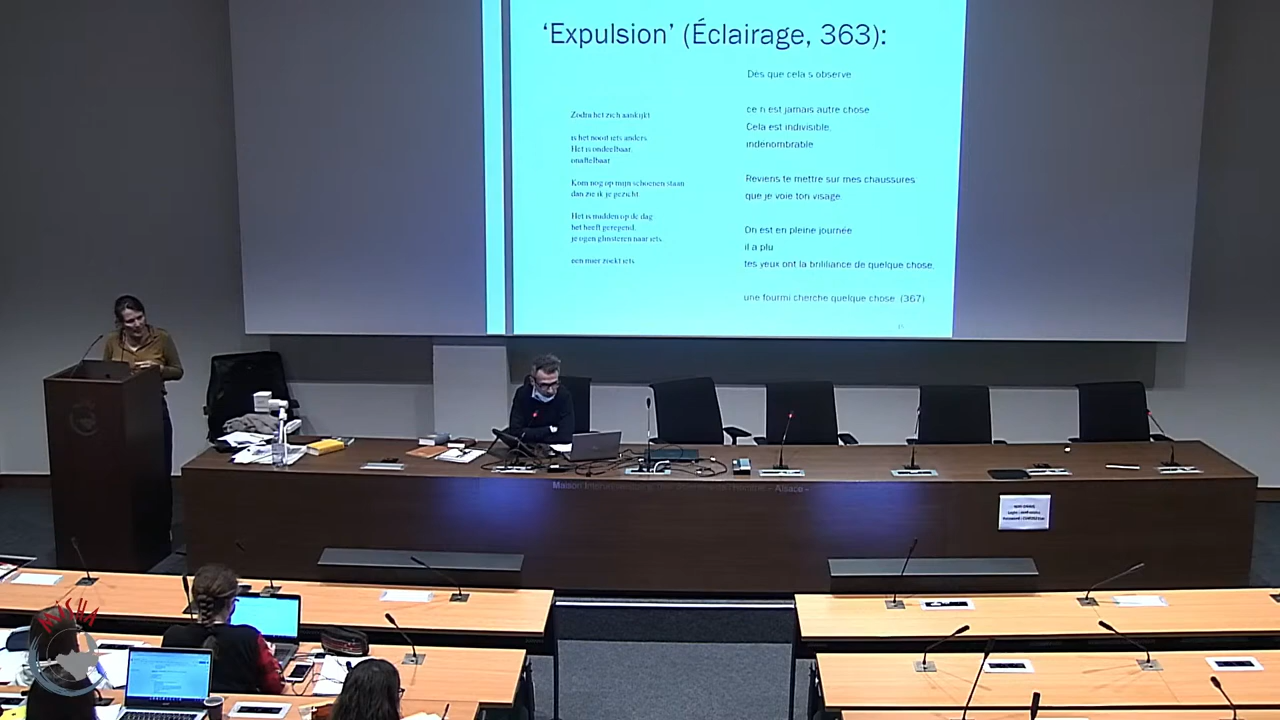 ‘Expulsion’ (Éclairage, 363):
Zodra het zich aankijkt
is het nooit iets anders.
Het is ondeelbaar.
onaftelbaar
Kom nog op mijn schoenen staan
dan zie ik je gezicht.
Het is midden op de dag
het heeft geregend,
je ogen glinsteren naar iets
een mier zoekt iets
Dès que cela s observe
ce n est jamais autre chose
Cela est indivisible,
indénombrable
Reviens te mettre sur mes chaussures
que je voie ton visage.
On est en pleine journée
il a plu
tes yeux ont la brilliance de quelque chose,
une fourmi cherche quelque chose (367)
Maison - Alsace -
MISHA